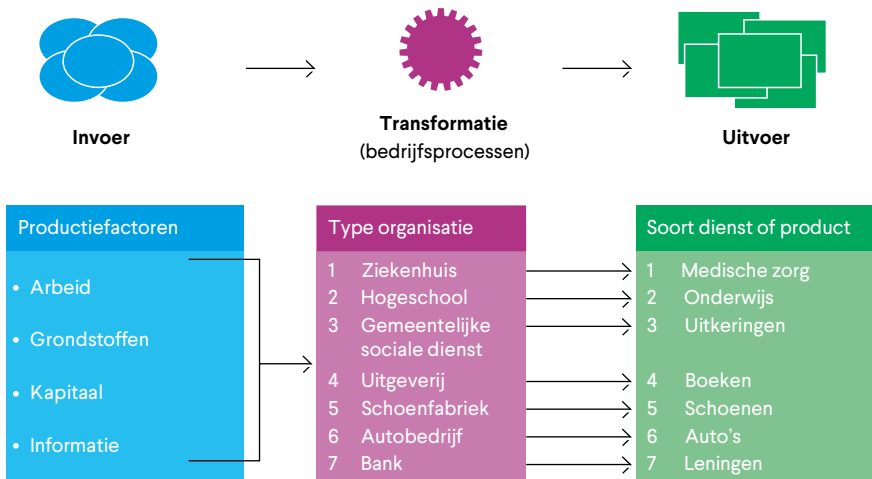 Invoer
Transformatie
(bedrijfsprocessen)
Uitvoer
Productiefactoren
• Arbeid
• Grondstoffen
• Kapitaal
• Informatie
Type organisatie
1 Ziekenhuis
2 Hogeschool
3 Gemeentelijke
sociale dienst
4 Uitgeverij
5 Schoenfabriek
6 Autobedrijf
7 Bank
Soort dienst of product
1 Medische zorg
2 Onderwijs
3 Uitkeringen
4 Boeken
5 Schoenen
6 Auto's
7 Leningen